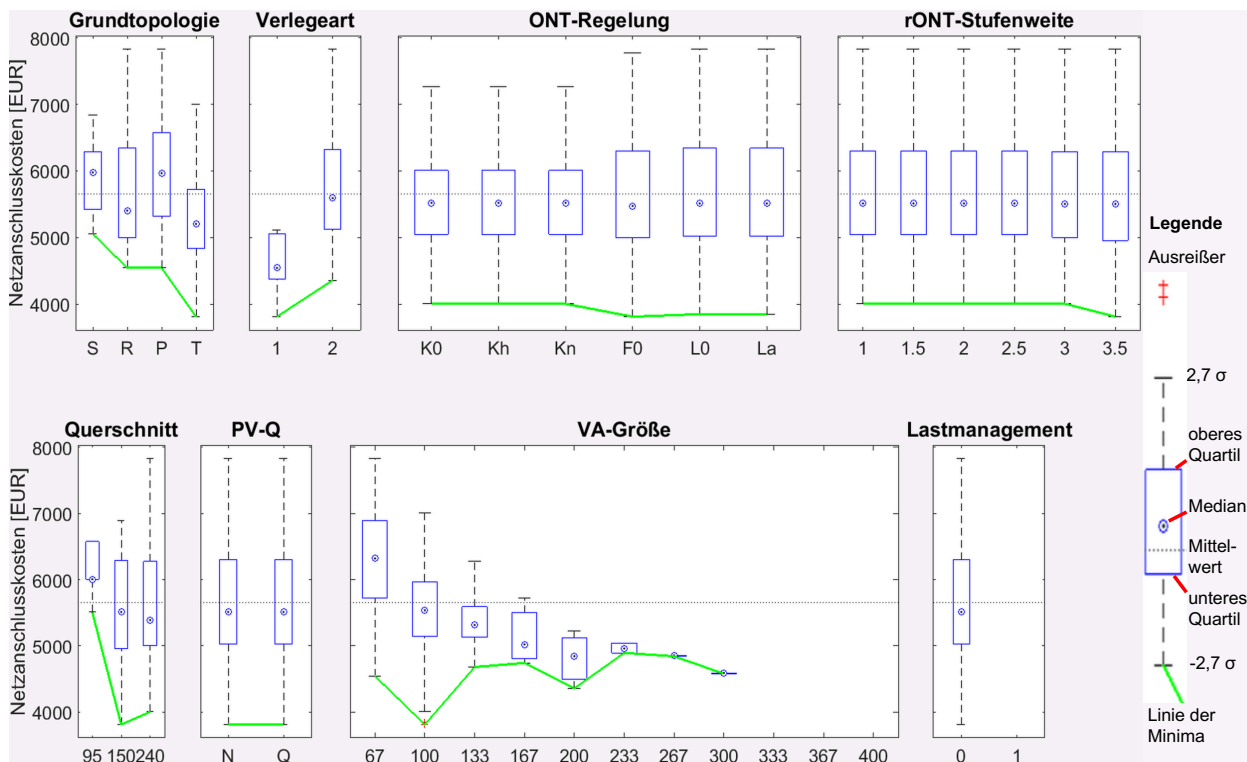 Grundtopologie
Verlegeart
ONT-Regelung
rONT-Stufenweite
Netzanschlusskosten [EUR]
8000
7000
6000
5000
4000
S R P T
1 2
K0 Kh Kn F0 L0 La
1 1.5 2 2.5 3 3.5
Querschnitt
PV-Q
VA-Größe
Lastmanagement
Netzanschlusskosten [EUR]
8000
7000
6000
5000
4000
95 150 240
N Q
67 100 133 167 200 233 267 300 333 367 400
0 1
Legende
Ausreißer
2,7 σ
oberes
Quartil
Median
Mittel-
wert
unteres
Quartil
-2,7 σ
Linie der
Minima